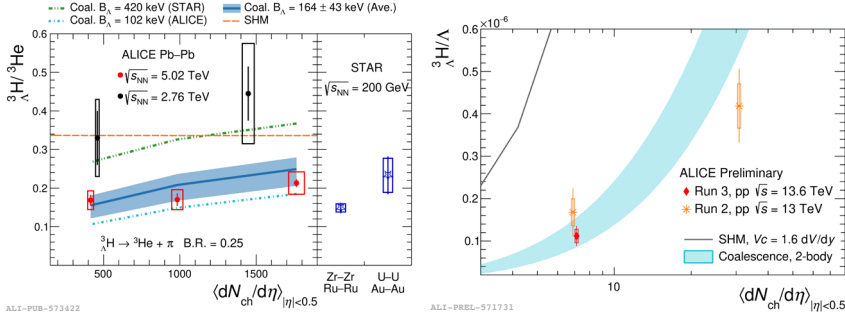 Coal. B_Λ = 420 keV (STAR)
Coal. B_Λ = 164 ± 43 keV (Ave.)
Coal. B_Λ = 102 keV (ALICE)
SHM
³_ΛH/ ³He
0.6
0.5
0.4
0.3
0.2
0.1
ALICE Pb–Pb
√s_NN = 5.02 TeV
√s_NN = 2.76 TeV
STAR
√s_NN = 200 GeV
³_ΛH → ³He + π B.R. = 0.25
500
1000
1500
Zr–Zr
Ru–Ru
U–U
Au–Au
⟨dN_ch/dη⟩_|η|<0.5
ALI-PUB-573422
×10⁻⁶
³_ΛH/Λ
0.6
0.5
0.4
0.3
0.2
0.1
ALICE Preliminary
Run 3, pp √s = 13.6 TeV
Run 2, pp √s = 13 TeV
SHM, Vc = 1.6 dV/dy
Coalescence, 2-body
10
⟨dN_ch/dη⟩_|η|<0.5
ALI-PREL-571731